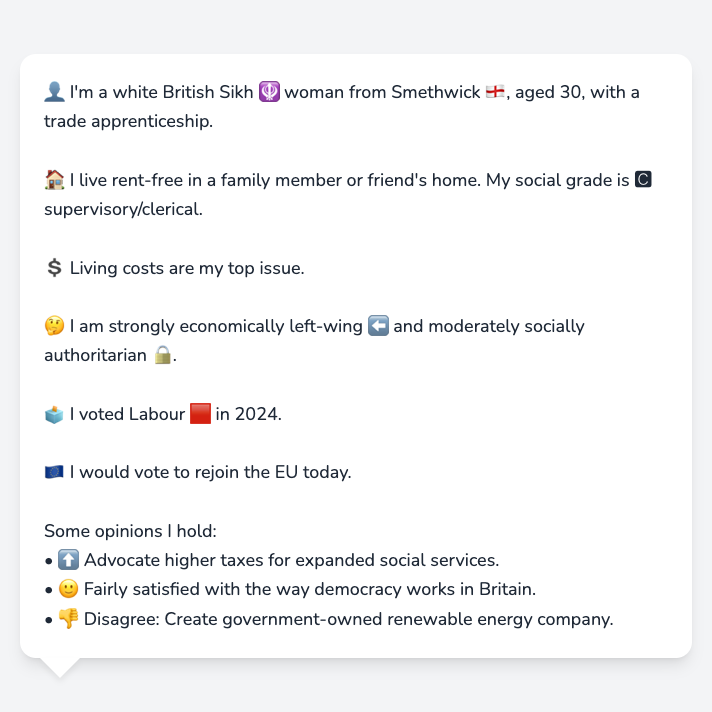 👤 I'm a white British Sikh 🪯 woman from Smethwick 🏴󠁧󠁢󠁥󠁮󠁧󠁿, aged 30, with a
trade apprenticeship.
🏠 I live rent-free in a family member or friend's home. My social grade is 🅲
supervisory/clerical.
💲 Living costs are my top issue.
🤔 I am strongly economically left-wing ⬅️ and moderately socially
authoritarian 🔒.
🗳️ I voted Labour 🟥 in 2024.
🇪🇺 I would vote to rejoin the EU today.
Some opinions I hold:
• ⬆️ Advocate higher taxes for expanded social services.
• 🙂 Fairly satisfied with the way democracy works in Britain.
• 👎 Disagree: Create government-owned renewable energy company.